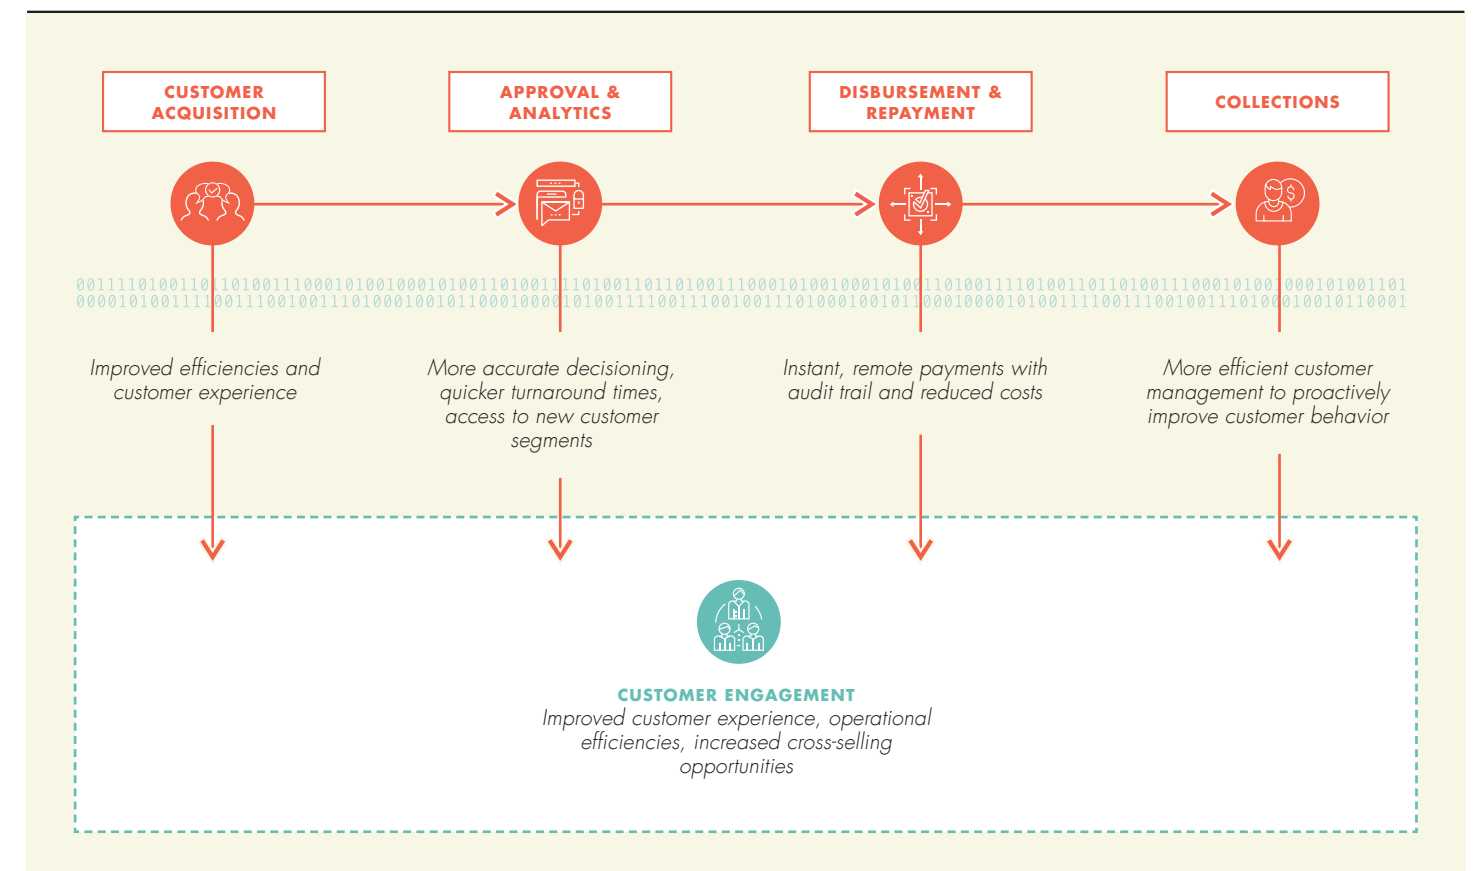 CUSTOMER
ACQUISITION
APPROVAL &
ANALYTICS
DISBURSEMENT &
REPAYMENT
COLLECTIONS
Improved efficiencies and
customer experience
More accurate decisioning,
quicker turnaround times,
access to new customer
segments
Instant, remote payments with
audit trail and reduced costs
More efficient customer
management to proactively
improve customer behavior
CUSTOMER ENGAGEMENT
Improved customer experience, operational
efficiencies, increased cross-selling
opportunities